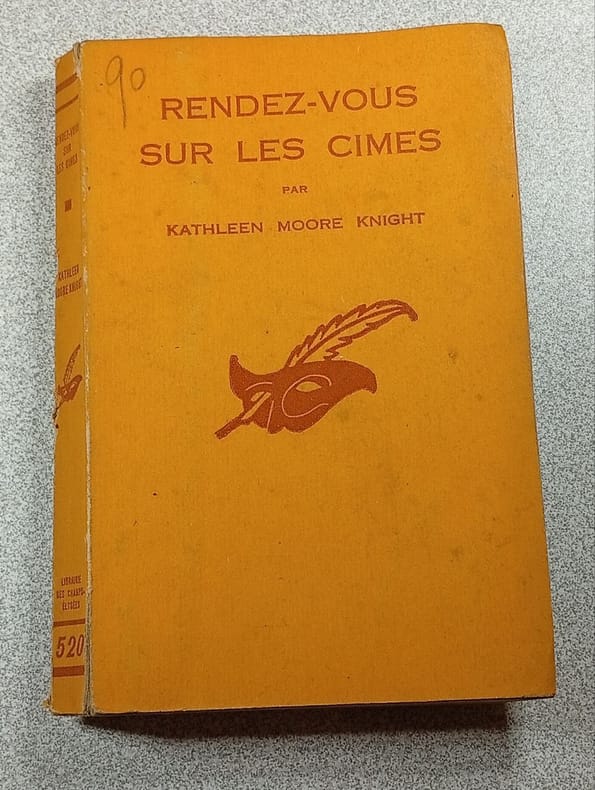 90
RENDEZ-VOUS
SUR LES CIMES
PAR
KATHLEEN MOORE KNIGHT
RENDEZ-VOUS
SUR
LES CIMES
KATHLEEN
MOORE KNIGHT
LIBRAIRIE
DES CHAMPS-
ÉLYSÉES
520